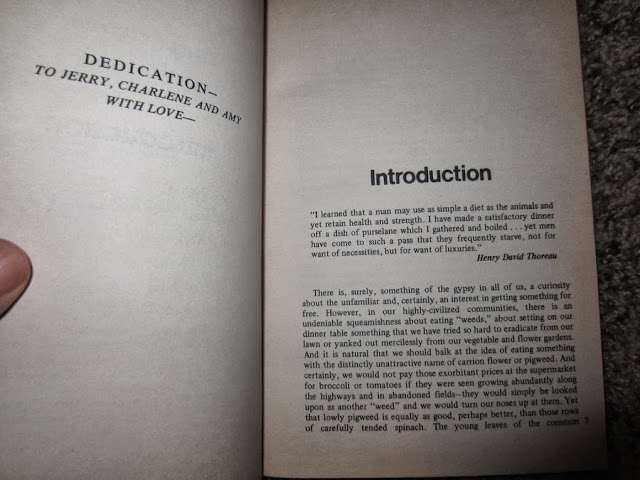 DEDICATION—
TO JERRY, CHARLENE AND AMY
WITH LOVE—
Introduction
"I learned that a man may use as simple a diet as the animals and
yet retain health and strength. I have made a satisfactory dinner
off a dish of purselane which I gathered and boiled . . . yet men
have come to such a pass that they frequently starve, not for
want of necessities, but for want of luxuries."
Henry David Thoreau
There is, surely, something of the gypsy in all of us, a curiosity
about the unfamiliar and, certainly, an interest in getting something for
free. However, in our highly-civilized communities, there is an
undeniable squeamishness about eating "weeds," about setting on our
dinner table something that we have tried so hard to eradicate from our
lawn or yanked out mercilessly from our vegetable and flower gardens.
And it is natural that we should balk at the idea of eating something
with the distinctly unattractive name of carrion flower or pigweed. And
certainly, we would not pay those exorbitant prices at the supermarket
for broccoli or tomatoes if they were seen growing abundantly along
the highways and in abandoned fields—they would simply be looked
upon as another "weed" and we would turn our noses up at them. Yet
that lowly pigweed is equally as good, perhaps better, than those rows
of carefully tended spinach. The young leaves of the common 7